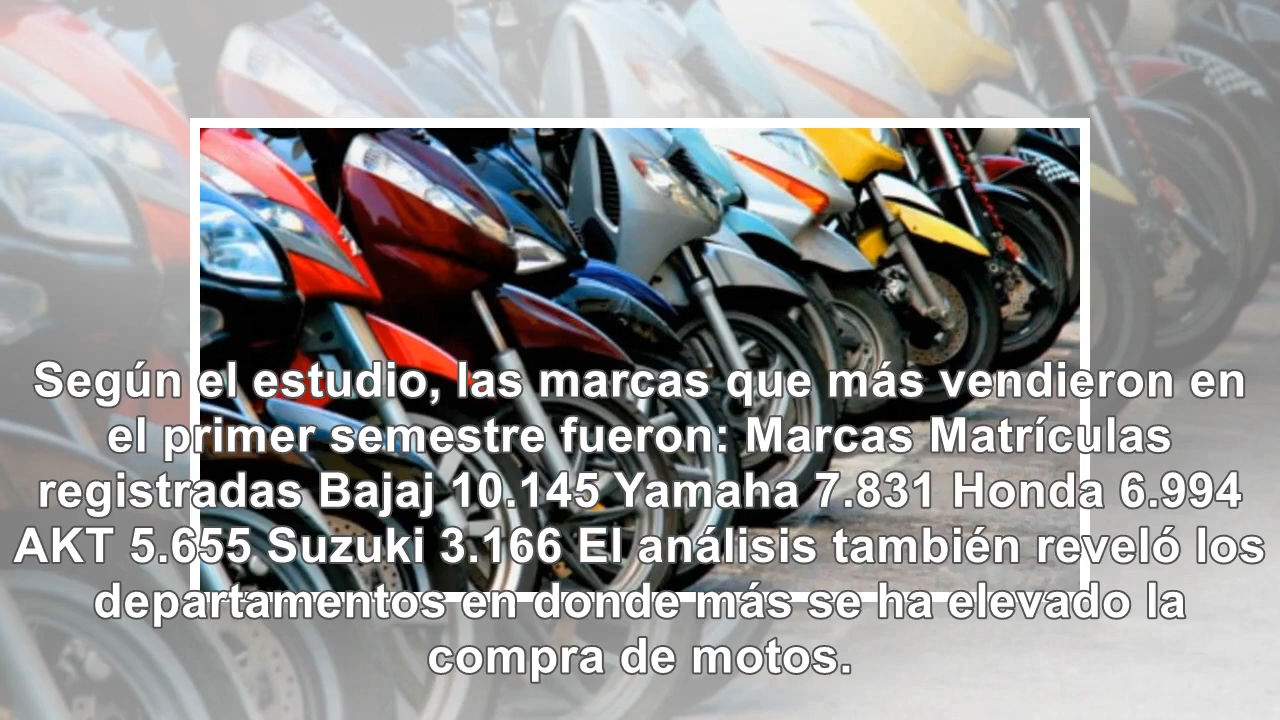 Según el estudio, las marcas que más vendieron en
el primer semestre fueron: Marcas Matrículas
registradas Bajaj 10.145 Yamaha 7.831 Honda 6.994
AKT 5.655 Suzuki 3.166 El análisis también reveló los
departamentos en donde más se ha elevado la
compra de motos.